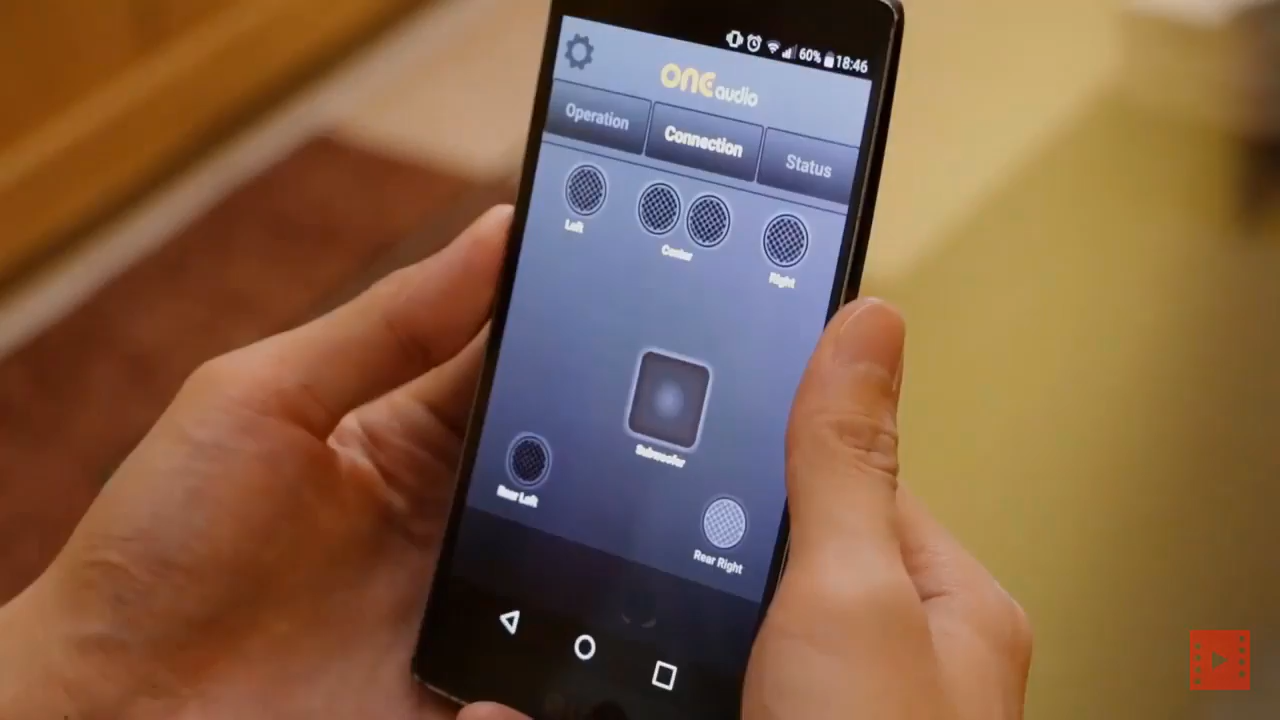 60% 18:46
ONE audio
Operation Connection Status
Left Center Right
Subwoofer
Rear Left Rear Right